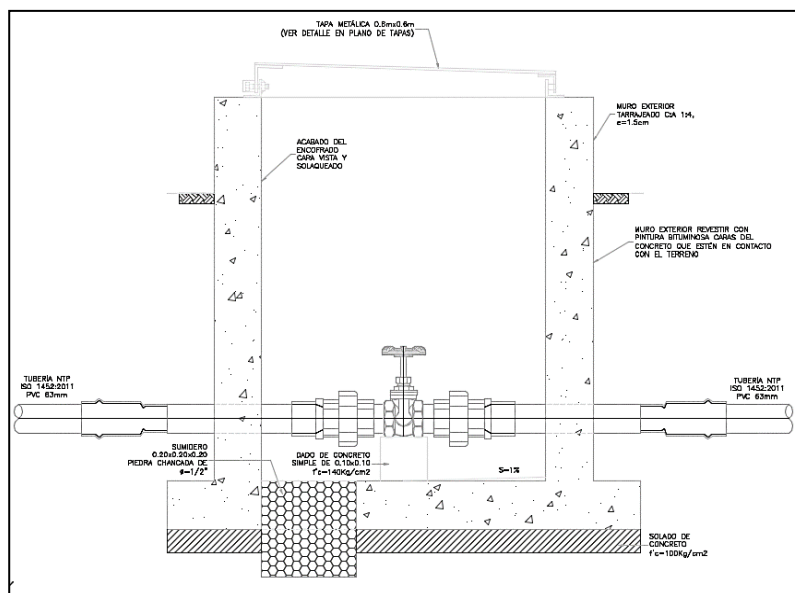 TAPA METÁLICA 0.6mx0.6m
(VER DETALLE EN PLANO DE TAPAS)
MURO EXTERIOR
TARRAJEADO C:A 1:4,
e=1.5cm
ACABADO DEL
ENCOFRADO
CARA VISTA Y
SOLAQUEADO
MURO EXTERIOR REVESTIR CON
PINTURA BITUMINOSA CARAS DEL
CONCRETO QUE ESTÉN EN CONTACTO
CON EL TERRENO
TUBERÍA NTP
ISO 1452:2011
PVC 63mm
TUBERÍA NTP
ISO 1452:2011
PVC 63mm
SUMIDERO
0.20x0.20x0.20
PIEDRA CHANCADA DE
ø=1/2"
DADO DE CONCRETO
SIMPLE DE 0.10x0.10
f'c=140Kg/cm2
S=1%
SOLADO DE
CONCRETO
f'c=100Kg/cm2